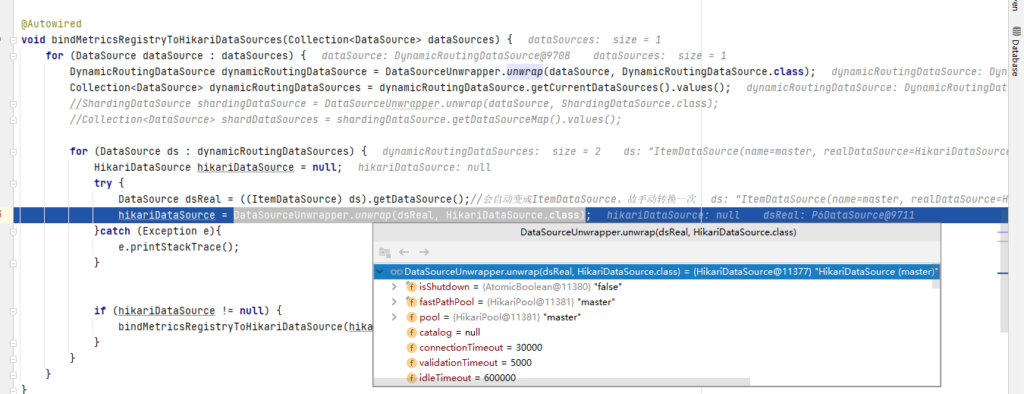 ren
Database
@Autowired
void bindMetricsRegistryToHikariDataSources(Collection<DataSource> dataSources) { dataSources: size = 1
for (DataSource dataSource : dataSources) { dataSource: DynamicRoutingDataSource@9708 dataSources: size = 1
DynamicRoutingDataSource dynamicRoutingDataSource = DataSourceUnwrapper.unwrap(dataSource, DynamicRoutingDataSource.class); dynamicRoutingDataSource: Dyn
Collection<DataSource> dynamicRoutingDataSources = dynamicRoutingDataSource.getCurrentDataSources().values(); dynamicRoutingDataSource: DynamicRoutingDat
//ShardingDataSource shardingDataSource = DataSourceUnwrapper.unwrap(dataSource, ShardingDataSource.class);
//Collection<DataSource> shardDataSources = shardingDataSource.getDataSourceMap().values();
for (DataSource ds : dynamicRoutingDataSources) { dynamicRoutingDataSources: size = 2 ds: "ItemDataSource(name=master, realDataSource=HikariDataSour
HikariDataSource hikariDataSource = null; hikariDataSource: null
try {
DataSource dsReal = ((ItemDataSource) ds).getDataSource();//会自动变成ItemDataSource，故手动转换一次 ds: "ItemDataSource(name=master, realDataSource=H
hikariDataSource = DataSourceUnwrapper.unwrap(dsReal, HikariDataSource.class); hikariDataSource: null dsReal: P6DataSource@9711
}catch (Exception e){
e.printStackTrace();
}
if (hikariDataSource != null) {
bindMetricsRegistryToHikariDataSource(hika
}
}
}
}
DataSourceUnwrapper.unwrap(dsReal, HikariDataSource.class)
DataSourceUnwrapper.unwrap(dsReal, HikariDataSource.class) = {HikariDataSource@11377} "HikariDataSource (master)"
isShutdown = {AtomicBoolean@11380} "false"
fastPathPool = {HikariPool@11381} "master"
pool = {HikariPool@11381} "master"
catalog = null
connectionTimeout = 30000
validationTimeout = 5000
idleTimeout = 600000